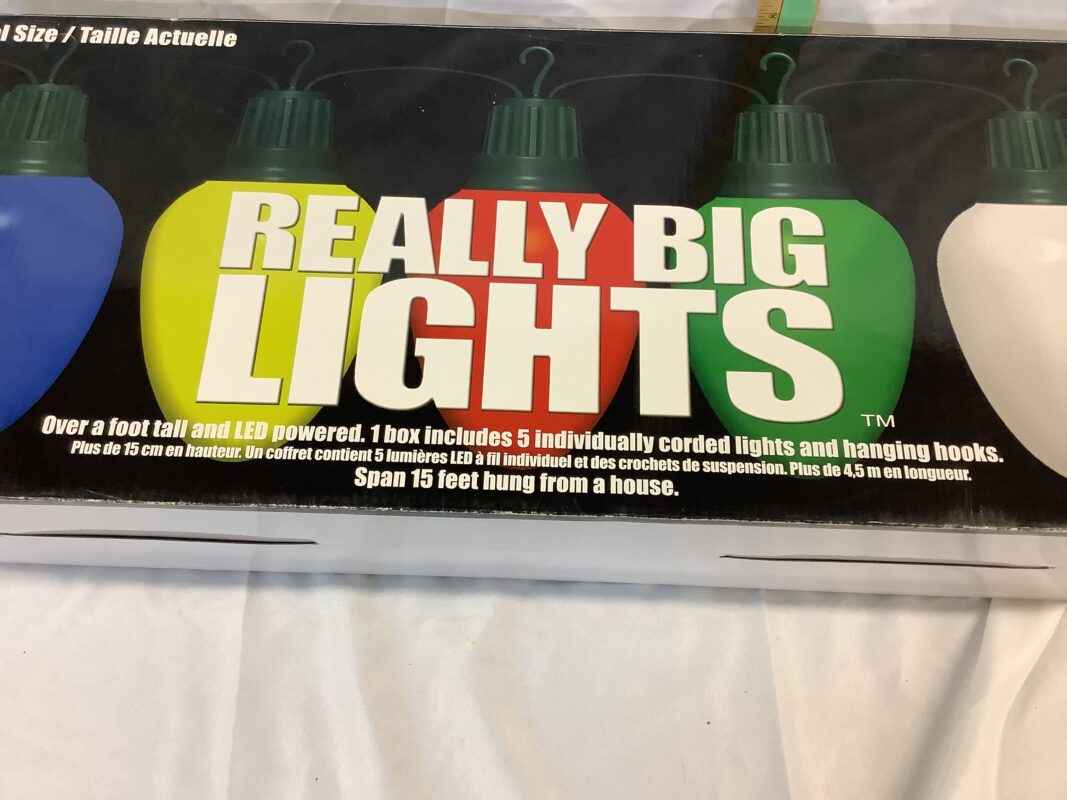 l Size / Taille Actuelle
REALLY BIG
LIGHTS
TM
Over a foot tall and LED powered. 1 box includes 5 individually corded lights and hanging hooks.
Plus de 15 cm en hauteur. Un coffret contient 5 lumières LED à fil individuel et des crochets de suspension. Plus de 4,5 m en longueur.
Span 15 feet hung from a house.